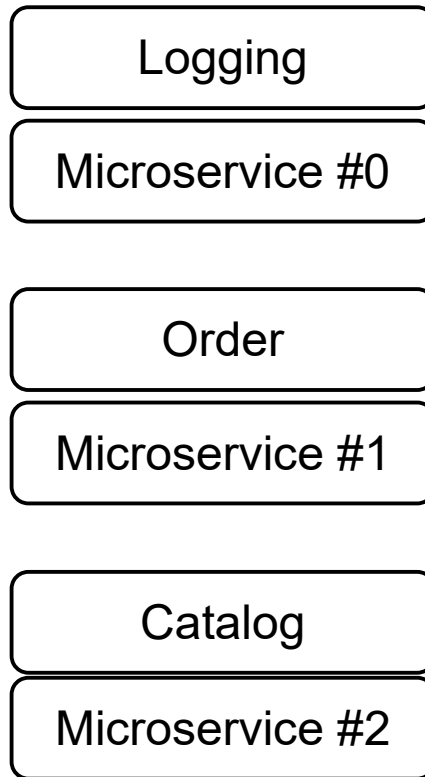 Logging
Microservice #0
Order
Microservice #1
Catalog
Microservice #2